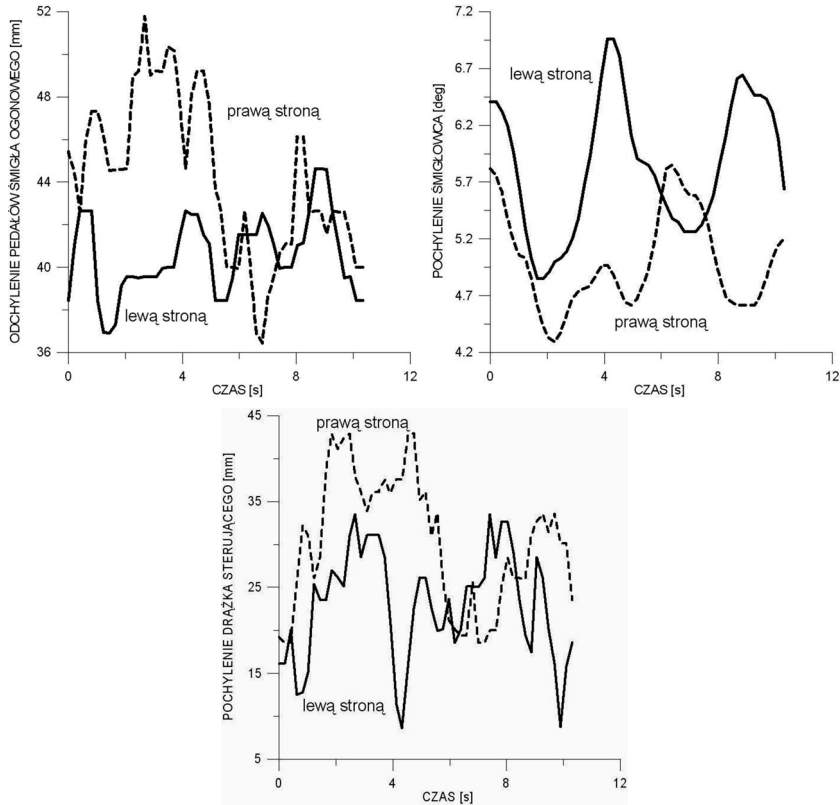 ODCHYLENIE PEDAŁÓW ŚMIGŁA OGONOWEGO [mm]
52
48
44
40
36
prawą stroną
lewą stroną
0 4 8 12
CZAS [s]
POCHYLENIE ŚMIGŁOWCA [deg]
7.2
6.7
6.2
5.7
5.2
4.7
4.2
lewą stroną
prawą stroną
0 4 8 12
CZAS [s]
POCHYLENIE DRĄŻKA STERUJĄCEGO [mm]
45
35
25
15
5
prawą stroną
lewą stroną
0 4 8 12
CZAS [s]